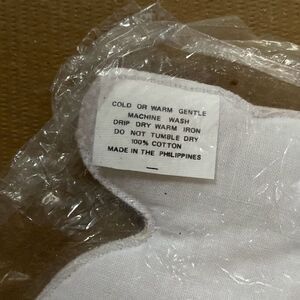 COLD OR WARM GENTLE
MACHINE WASH
DRIP DRY WARM IRON
DO NOT TUMBLE DRY
100% COTTON
MADE IN THE PHILIPPINES